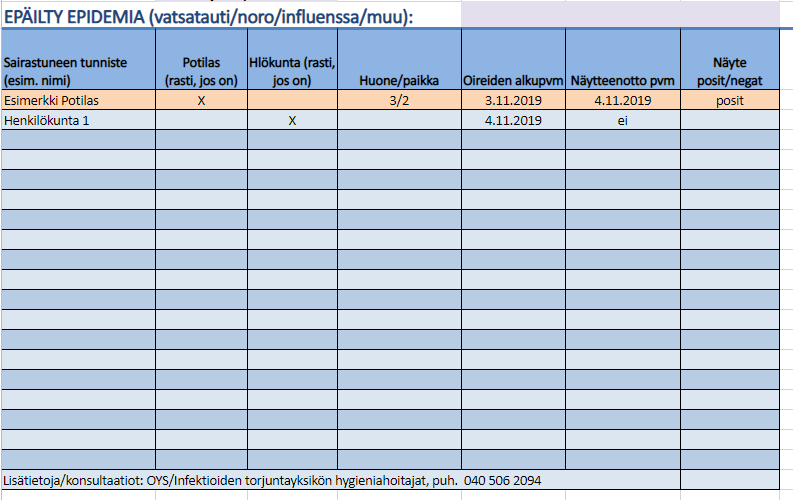 EPÄILTY EPIDEMIA (vatsatauti/noro/influenssa/muu):
Sairastuneen tunniste (esim. nimi) Potilas (rasti, jos on) Hlökunta (rasti, jos on) Huone/paikka Oireiden alkupvm Näytteenotto pvm Näyte posit/negat
Esimerkki Potilas X 3/2 3.11.2019 4.11.2019 posit
Henkilökunta 1 X 4.11.2019 ei
Lisätietoja/konsultaatiot: OYS/Infektioiden torjuntayksikön hygieniahoitajat, puh. 040 506 2094